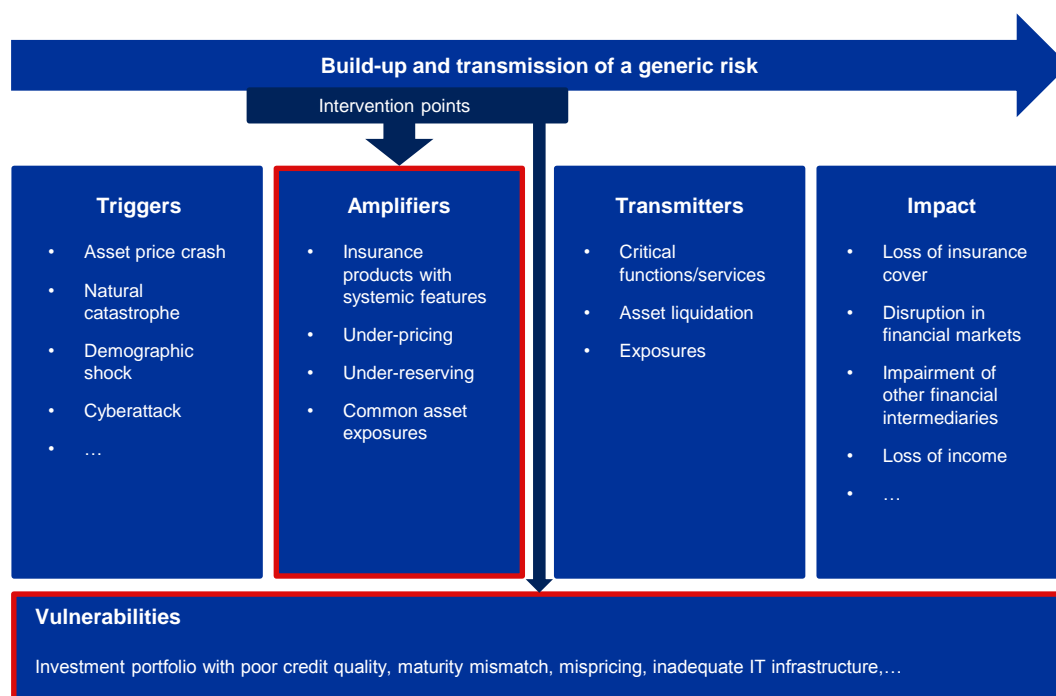 Build-up and transmission of a generic risk
Intervention points
Triggers
• Asset price crash
• Natural
catastrophe
• Demographic
shock
• Cyberattack
• …
Amplifiers
• Insurance
products with
systemic features
• Under-pricing
• Under-reserving
• Common asset
exposures
Transmitters
• Critical
functions/services
• Asset liquidation
• Exposures
Impact
• Loss of insurance
cover
• Disruption in
financial markets
• Impairment of
other financial
intermediaries
• Loss of income
• …
Vulnerabilities
Investment portfolio with poor credit quality, maturity mismatch, mispricing, inadequate IT infrastructure,…